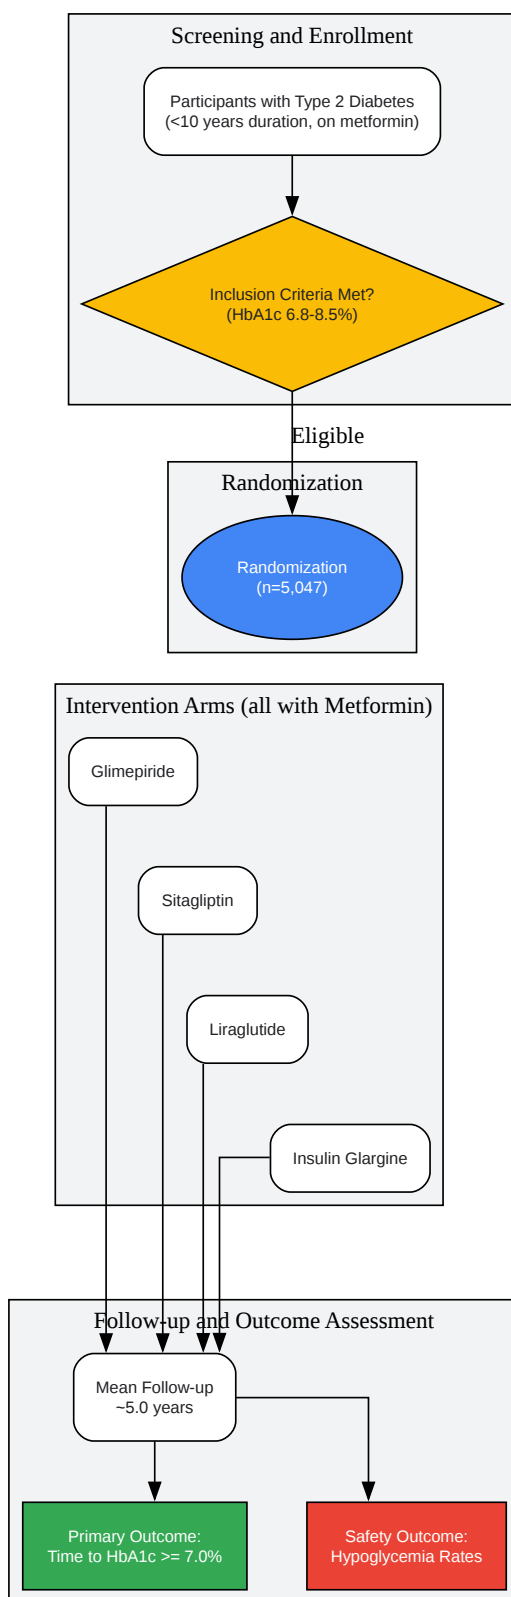 Screening and Enrollment
Participants with Type 2 Diabetes
(<10 years duration, on metformin)
Inclusion Criteria Met?
(HbA1c 6.8-8.5%)
Eligible
Randomization
Randomization
(n=5,047)
Intervention Arms (all with Metformin)
Glimepiride
Sitagliptin
Liraglutide
Insulin Glargine
Follow-up and Outcome Assessment
Mean Follow-up
~5.0 years
Primary Outcome:
Time to HbA1c >= 7.0%
Safety Outcome:
Hypoglycemia Rates